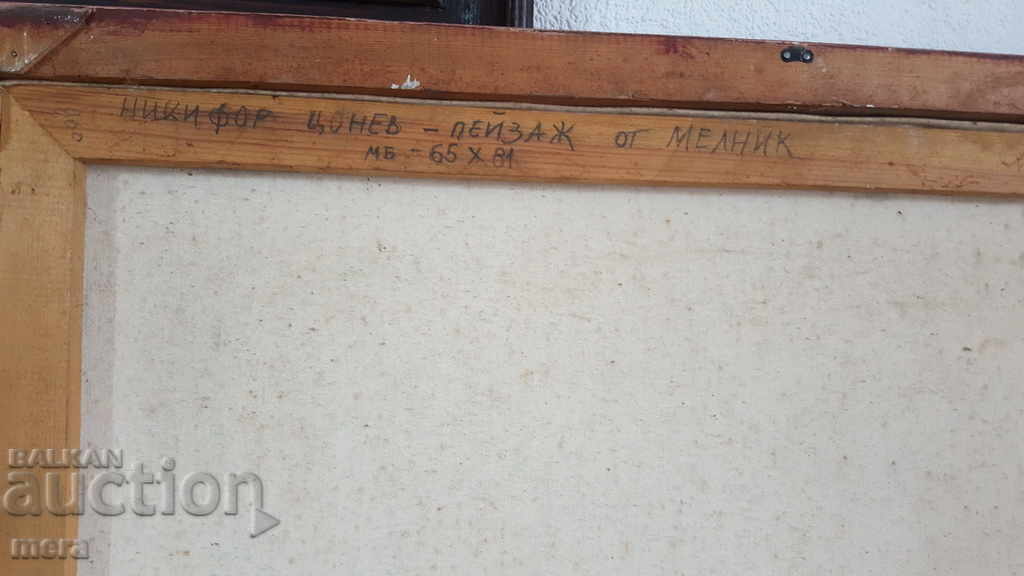 НИКИФОР ЦОНЕВ - ПЕЙЗАЖ от МЕЛНИК
МБ - 65 X 81
BALKAN
auction
mera